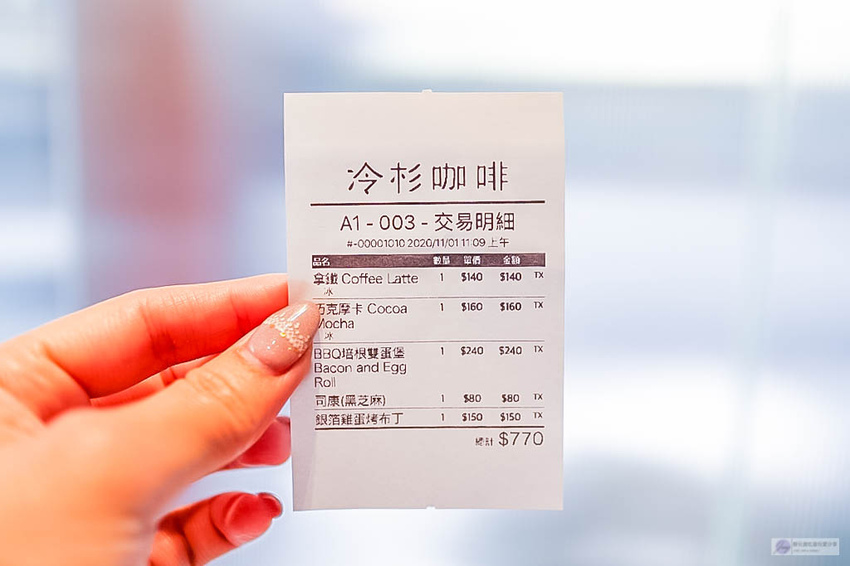 冷杉咖啡
A1 - 003 - 交易明細
#-00001010 2020/11/01 11:09 上午
品名 數量 單價 金額
拿鐵 Coffee Latte 1 $140 $140 TX
冰
巧克摩卡 Cocoa 1 $160 $160 TX
Mocha
冰
BBQ培根雙蛋堡 1 $240 $240 TX
Bacon and Egg
Roll
司康(黑芝麻) 1 $80 $80 TX
銀箔雞蛋烤布丁 1 $150 $150 TX
總計 $770